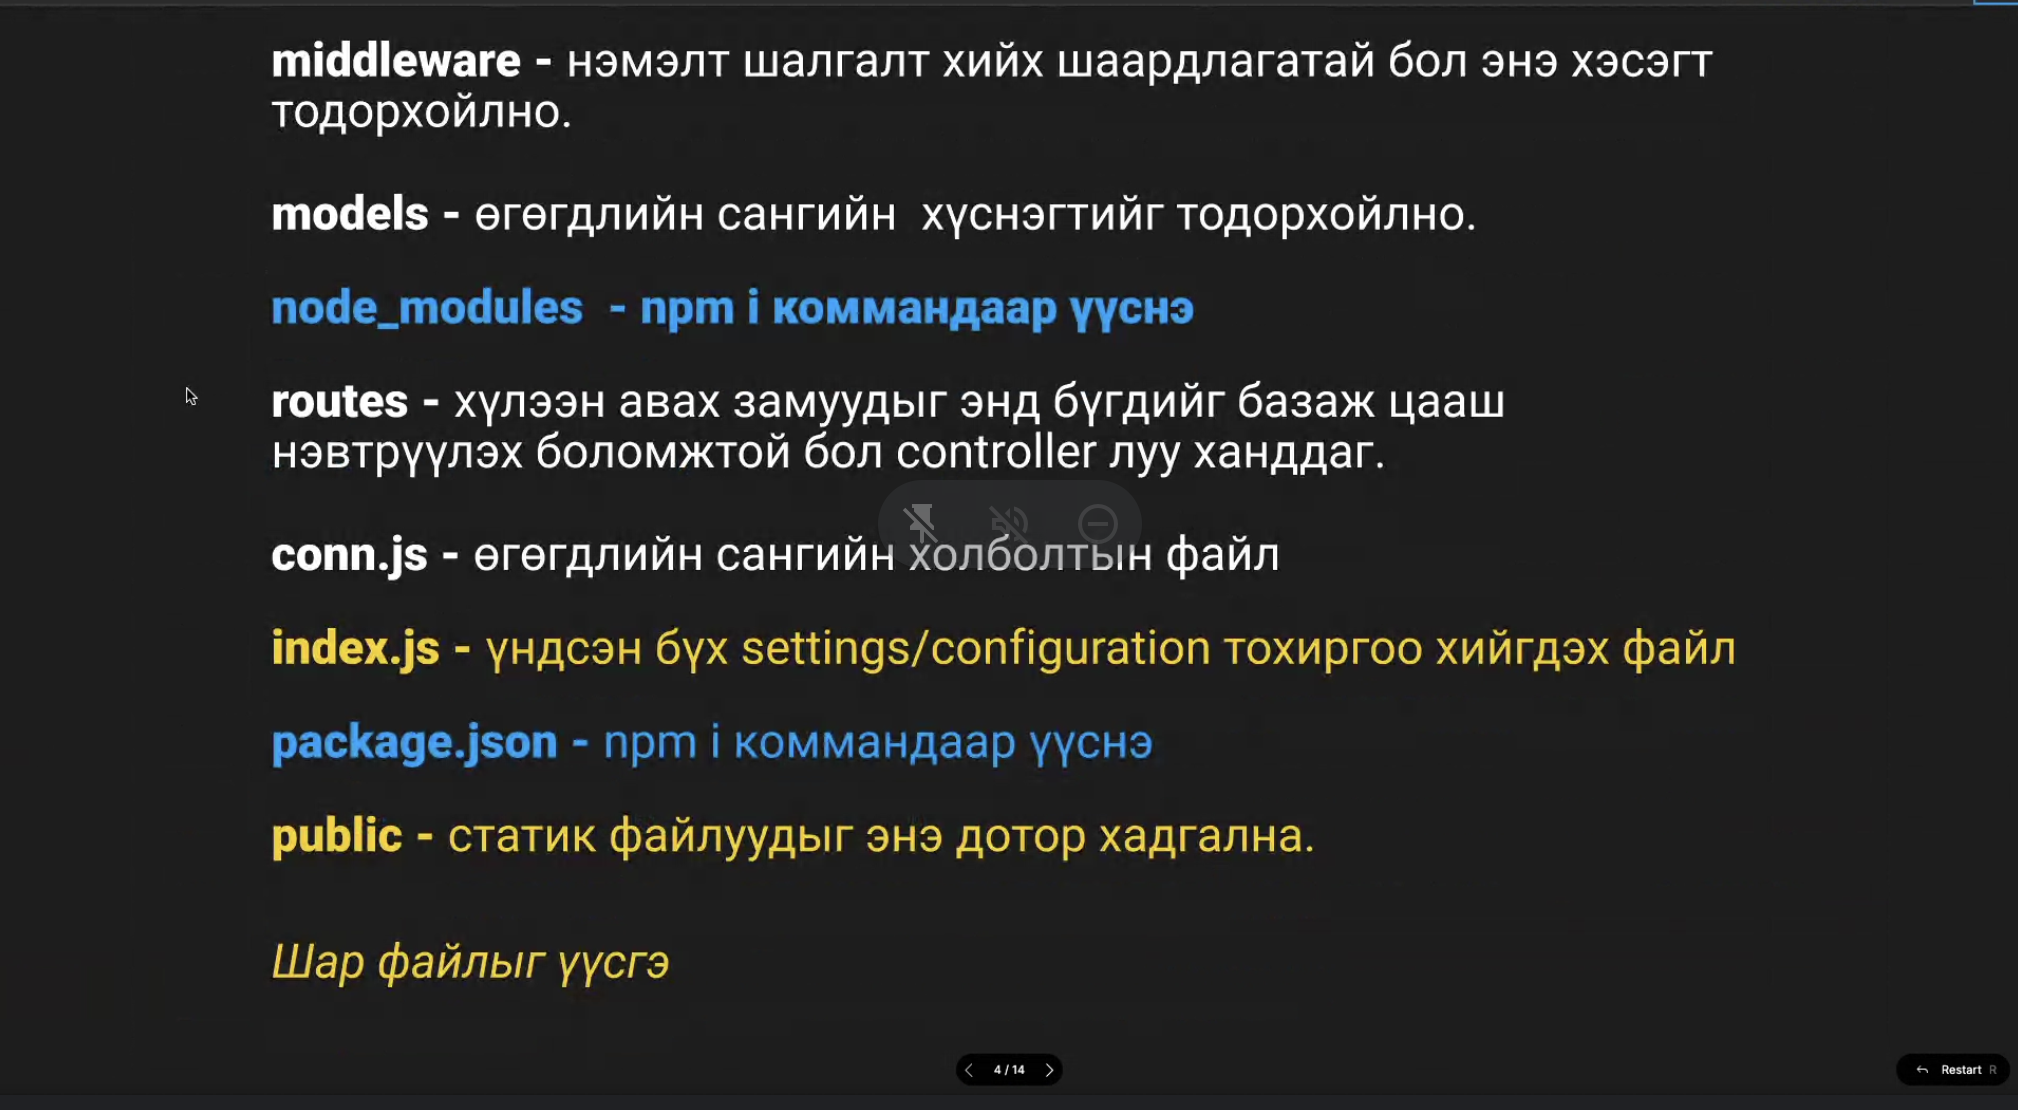 middleware - нэмэлт шалгалт хийх шаардлагатай бол энэ хэсэгт
тодорхойлно.
models - өгөгдлийн сангийн  хүснэгтийг тодорхойлно.
node_modules  - npm i коммандаар үүснэ
routes - хүлээн авах замуудыг энд бүгдийг базаж цааш
нэвтрүүлэх боломжтой бол controller луу ханддаг.
conn.js - өгөгдлийн сангийн холболтын файл
index.js - үндсэн бүх settings/configuration тохиргоо хийгдэх файл
package.json - npm i коммандаар үүснэ
public - статик файлуудыг энэ дотор хадгална.
Шар файлыг үүсгэ
4 / 14
Restart R